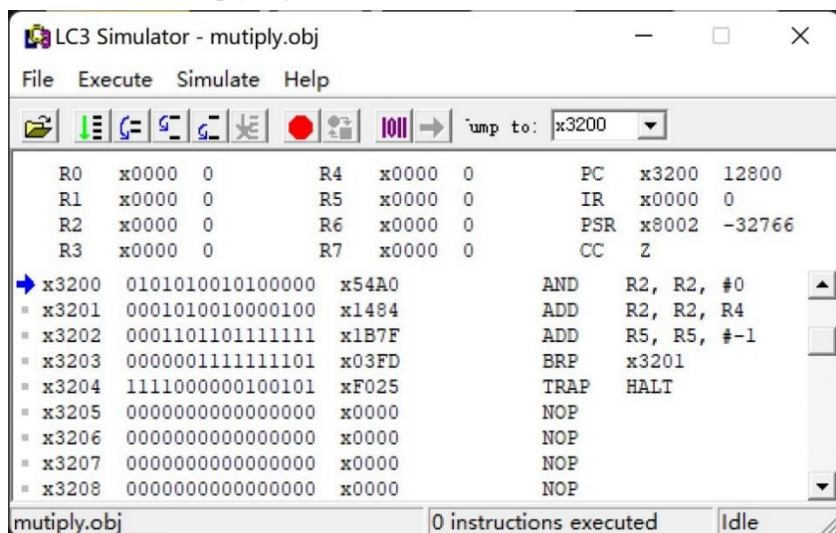 LC3 Simulator - mutiply.obj
File Execute Simulate Help
Jump to: x3200
R0 x0000 0 R4 x0000 0 PC x3200 12800
R1 x0000 0 R5 x0000 0 IR x0000 0
R2 x0000 0 R6 x0000 0 PSR x8002 -32766
R3 x0000 0 R7 x0000 0 CC Z
x3200 0101010010100000 x54A0 AND R2, R2, #0
x3201 0001010010000100 x1484 ADD R2, R2, R4
x3202 0001101101111111 x1B7F ADD R5, R5, #-1
x3203 0000001111111101 x03FD BRP x3201
x3204 1111000000100101 xF025 TRAP HALT
x3205 0000000000000000 x0000 NOP
x3206 0000000000000000 x0000 NOP
x3207 0000000000000000 x0000 NOP
x3208 0000000000000000 x0000 NOP
mutiply.obj 0 instructions executed Idle